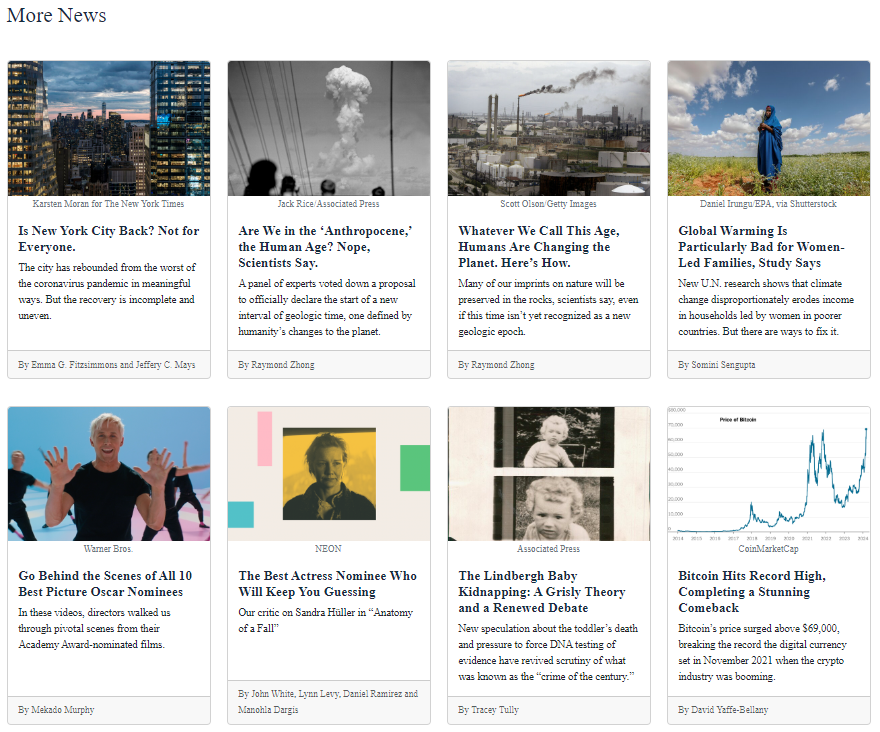 More News
Karsten Moran for The New York Times
Is New York City Back? Not for
Everyone.
The city has rebounded from the worst of
the coronavirus pandemic in meaningful
ways. But the recovery is incomplete and
uneven.
By Emma G. Fitzsimmons and Jeffery C. Mays
Jack Rice/Associated Press
Are We in the ‘Anthropocene,’
the Human Age? Nope,
Scientists Say.
A panel of experts voted down a proposal
to officially declare the start of a new
interval of geologic time, one defined by
humanity’s changes to the planet.
By Raymond Zhong
Scott Olson/Getty Images
Whatever We Call This Age,
Humans Are Changing the
Planet. Here’s How.
Many of our imprints on nature will be
preserved in the rocks, scientists say, even
if this time isn’t yet recognized as a new
geologic epoch.
By Raymond Zhong
Daniel Irungu/EPA, via Shutterstock
Global Warming Is
Particularly Bad for Women-
Led Families, Study Says
New U.N. research shows that climate
change disproportionately erodes income
in households led by women in poorer
countries. But there are ways to fix it.
By Somini Sengupta
Warner Bros.
Go Behind the Scenes of All 10
Best Picture Oscar Nominees
In these videos, directors walked us
through pivotal scenes from their
Academy Award-nominated films.
By Mekado Murphy
NEON
The Best Actress Nominee Who
Will Keep You Guessing
Our critic on Sandra Hüller in “Anatomy
of a Fall”
By John White, Lynn Levy, Daniel Ramirez and
Manohla Dargis
Associated Press
The Lindbergh Baby
Kidnapping: A Grisly Theory
and a Renewed Debate
New speculation about the toddler’s death
and pressure to force DNA testing of
evidence have revived scrutiny of what
was known as the “crime of the century.”
By Tracey Tully
80,000
Price of Bitcoin
70,000
60,000
50,000
40,000
30,000
20,000
10,000
2014 2015 2016 2017 2018 2019 2020 2021 2022 2023 2024
CoinMarketCap
Bitcoin Hits Record High,
Completing a Stunning
Comeback
Bitcoin’s price surged above $69,000,
breaking the record the digital currency
set in November 2021 when the crypto
industry was booming.
By David Yaffe-Bellany